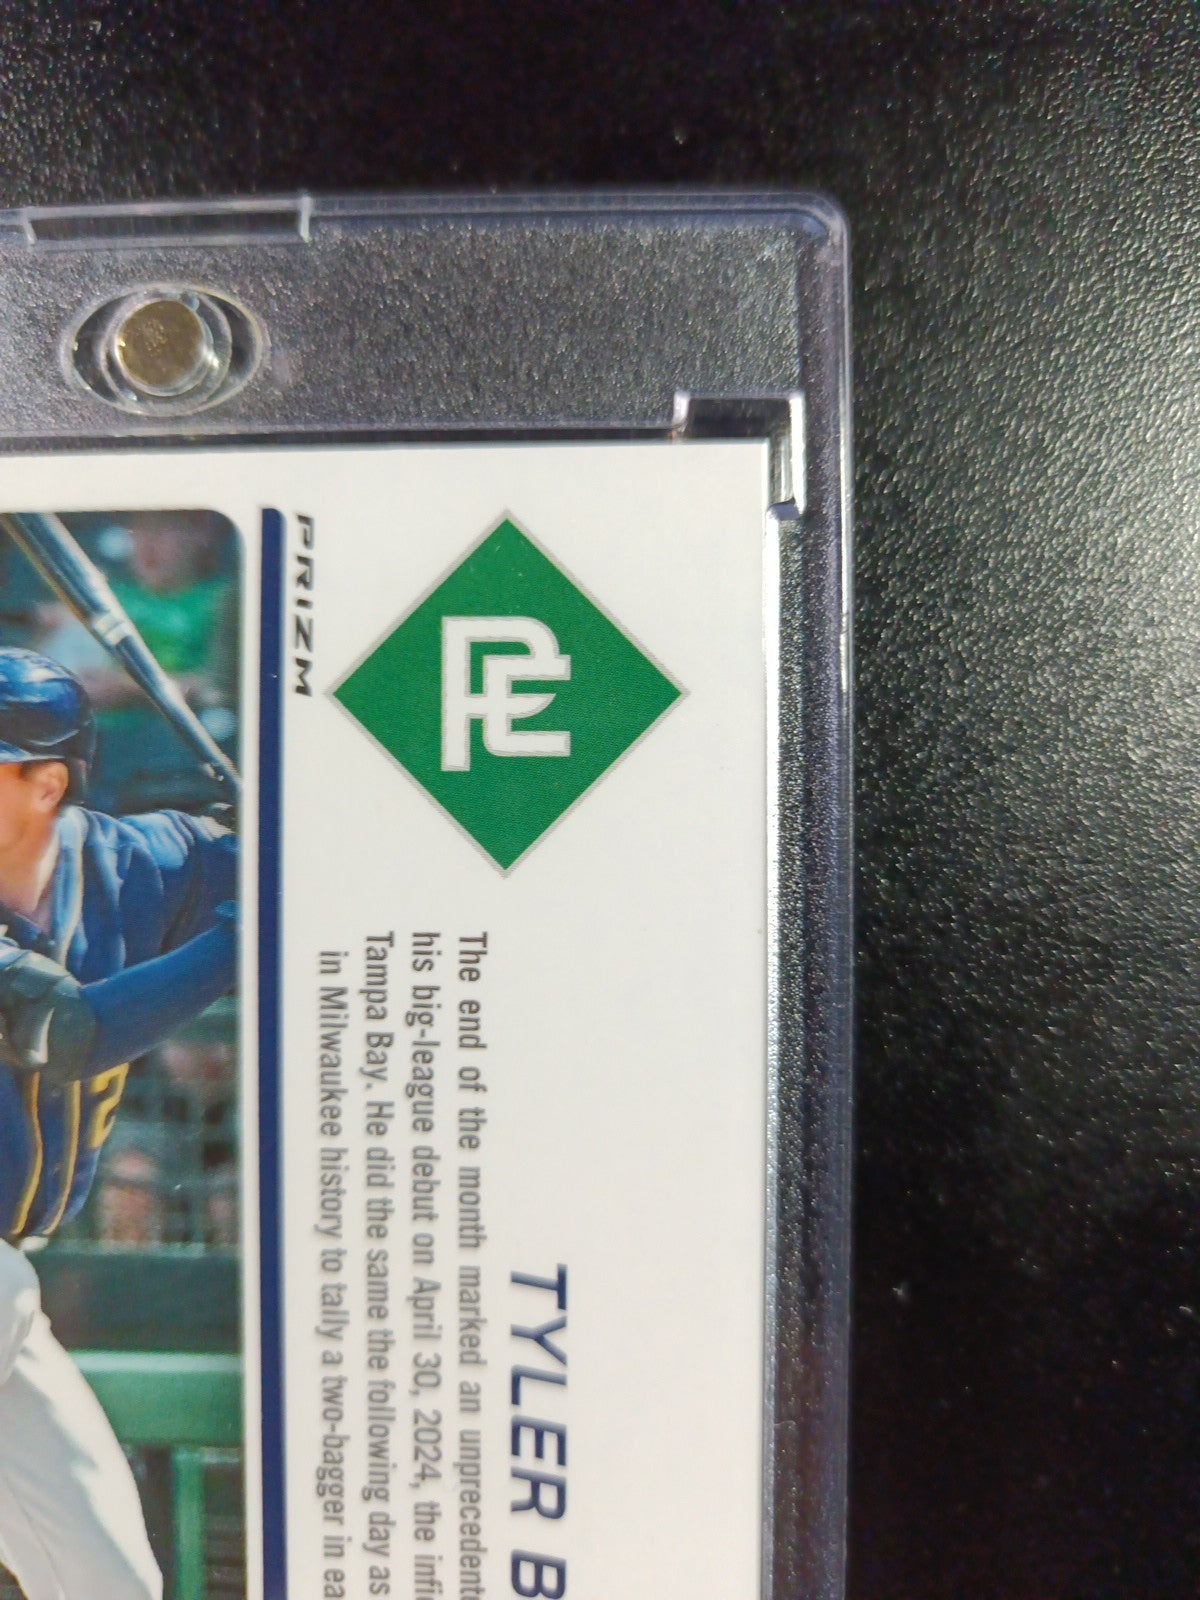 TYLER B
The end of the month marked an unprecedent
his big-league debut on April 30, 2024, the infi
Tampa Bay. He did the same the following day as
in Milwaukee history to tally a two-bagger in ea
PRIZM
2